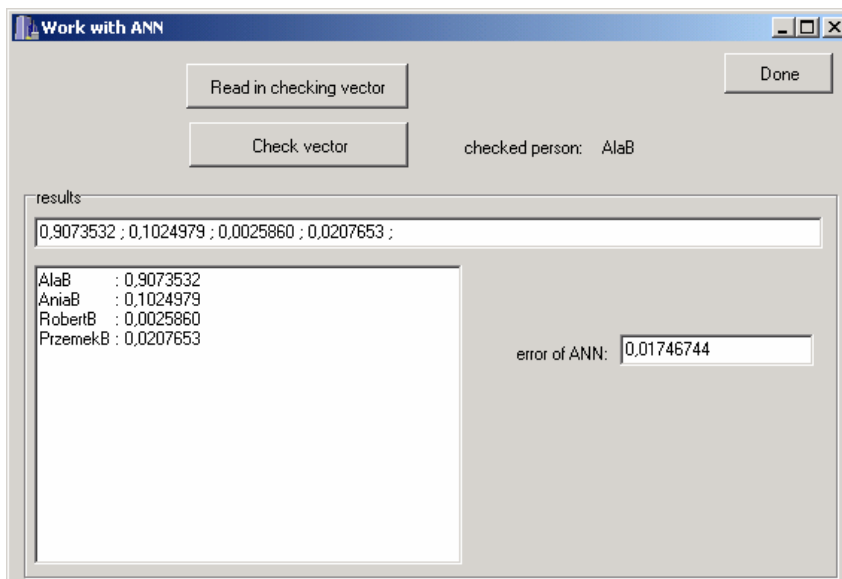 Work with ANN
Read in checking vector
Done
Check vector
checked person: AlaB
results
0,9073532 ; 0,1024979 ; 0,0025860 ; 0,0207653 ;
AlaB : 0,9073532
AniaB : 0,1024979
RobertB : 0,0025860
PrzemekB : 0,0207653
error of ANN: 0,01746744